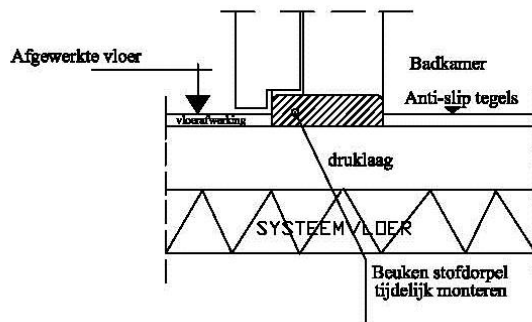 Afgewerkte vloer
Badkamer
Anti-slip tegels
vloerafwerking
druklaag
SYSTEEMVLOER
Beuken stofdorpel
tijdelijk monteren